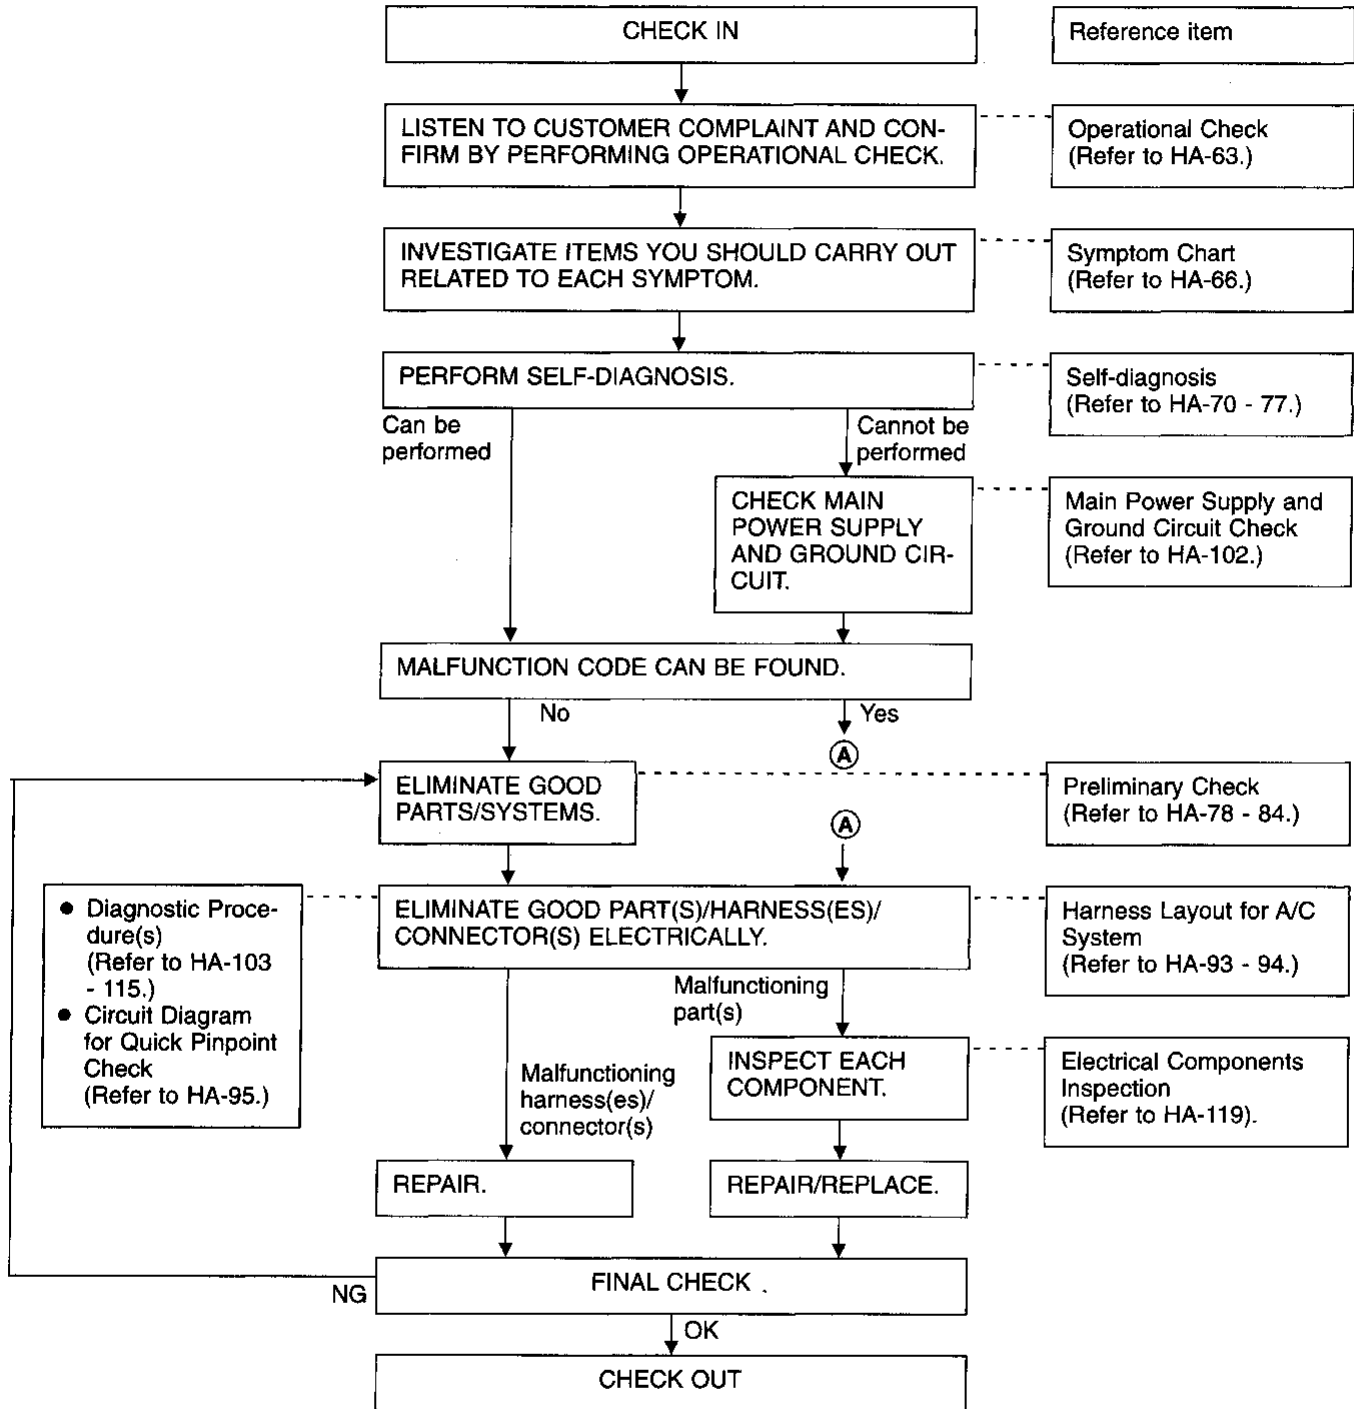 CHECK IN
Reference item
LISTEN TO CUSTOMER COMPLAINT AND CON-
FIRM BY PERFORMING OPERATIONAL CHECK.
Operational Check
(Refer to HA-63.)
INVESTIGATE ITEMS YOU SHOULD CARRY OUT
RELATED TO EACH SYMPTOM.
Symptom Chart
(Refer to HA-66.)
PERFORM SELF-DIAGNOSIS.
Self-diagnosis
(Refer to HA-70 - 77.)
Can be
performed
Cannot be
performed
CHECK MAIN
POWER SUPPLY
AND GROUND CIR-
CUIT.
Main Power Supply and
Ground Circuit Check
(Refer to HA-102.)
MALFUNCTION CODE CAN BE FOUND.
No
Yes
A
ELIMINATE GOOD
PARTS/SYSTEMS.
Preliminary Check
(Refer to HA-78 - 84.)
A
● Diagnostic Proce-
dure(s)
(Refer to HA-103
- 115.)
● Circuit Diagram
for Quick Pinpoint
Check
(Refer to HA-95.)
ELIMINATE GOOD PART(S)/HARNESS(ES)/
CONNECTOR(S) ELECTRICALLY.
Harness Layout for A/C
System
(Refer to HA-93 - 94.)
Malfunctioning
part(s)
Malfunctioning
harness(es)/
connector(s)
INSPECT EACH
COMPONENT.
Electrical Components
Inspection
(Refer to HA-119).
REPAIR.
REPAIR/REPLACE.
FINAL CHECK .
NG
OK
CHECK OUT